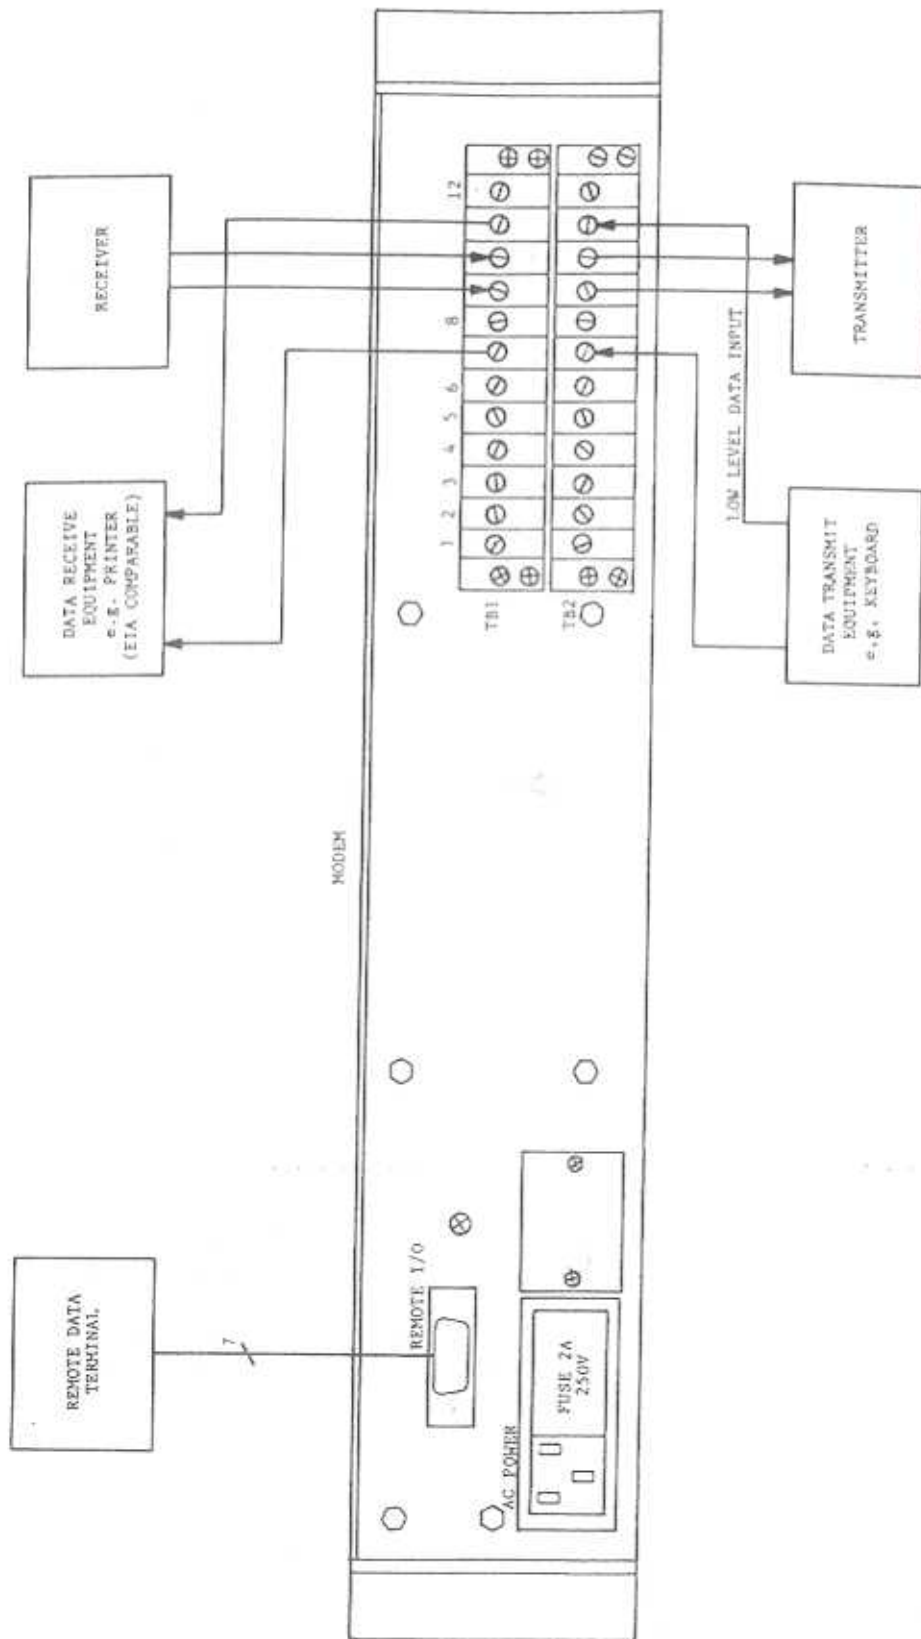 REMOTE DATA
TERMINAL
7
DATA RECEIVE
EQUIPMENT
e.g. PRINTER
(EIA COMPARABLE)
RECEIVER
MODEM
REMOTE I/O
AC POWER
FUSE 2A
250V
1 2 3 4 5 6 8 12
TB1
TB2
LOW LEVEL DATA INPUT
DATA TRANSMIT
EQUIPMENT
e.g. KEYBOARD
TRANSMITTER